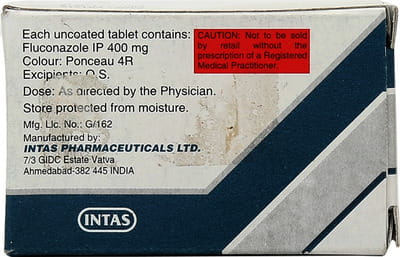 Each uncoated tablet contains:
Fluconazole IP 400 mg
Colour: Ponceau 4R
Excipients: Q.S.
Dose: As directed by the Physician.
Store protected from moisture.
Mfg. Lic. No.: G/162
Manufactured by:
INTAS PHARMACEUTICALS LTD.
7/3 GIDC Estate Vatva
Ahmedabad-382 445 INDIA
CAUTION: Not to be sold
by retail without the
prescription of a Registered
Medical Practitioner.
INTAS